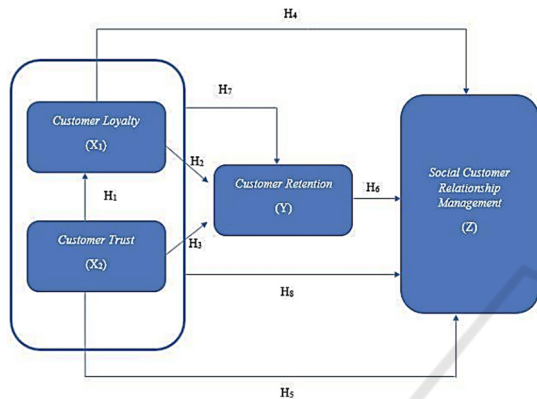 H₄
H₇
Customer Loyalty
(X₁)
H₂
Customer Retention
(Y)
H₆
Social Customer
Relationship
Management
(Z)
H₁
Customer Trust
(X₂)
H₃
H₈
H₅